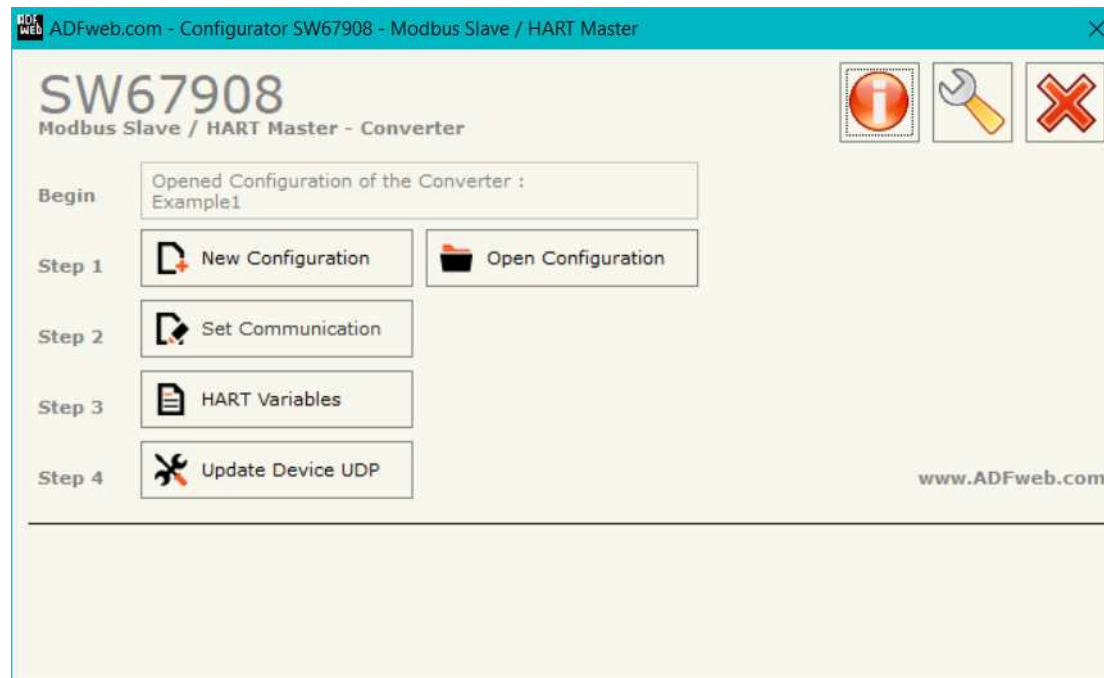 ADF
WEB
ADFweb.com - Configurator SW67908 - Modbus Slave / HART Master
SW67908
Modbus Slave / HART Master - Converter
Begin
Opened Configuration of the Converter :
Example1
Step 1
New Configuration
Open Configuration
Step 2
Set Communication
Step 3
HART Variables
Step 4
Update Device UDP
www.ADFweb.com